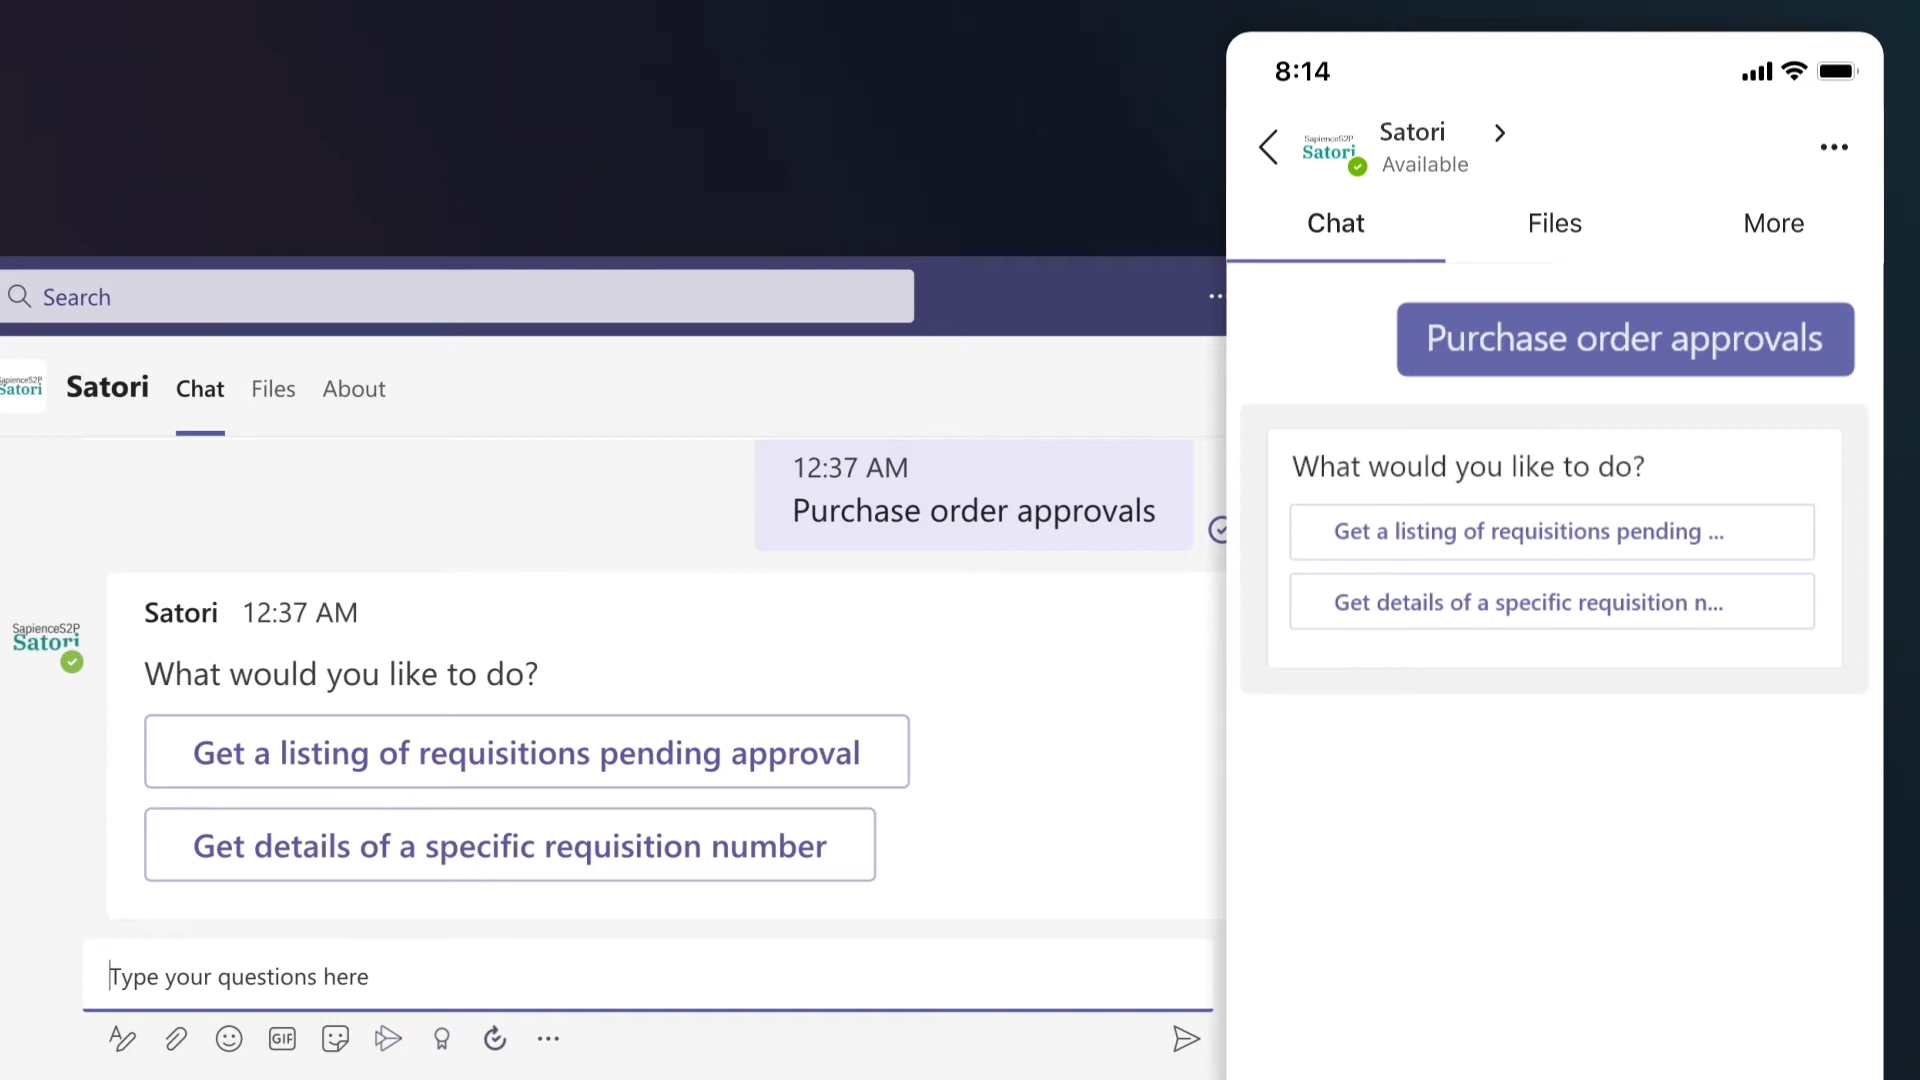 Search
SapienceS2P
Satori
Satori
Chat
Files
About
12:37 AM
Purchase order approvals
SapienceS2P
Satori
Satori 12:37 AM
What would you like to do?
Get a listing of requisitions pending approval
Get details of a specific requisition number
Type your questions here
GIF
8:14
SapienceS2P
Satori
Satori
Available
Chat
Files
More
Purchase order approvals
What would you like to do?
Get a listing of requisitions pending ...
Get details of a specific requisition n...